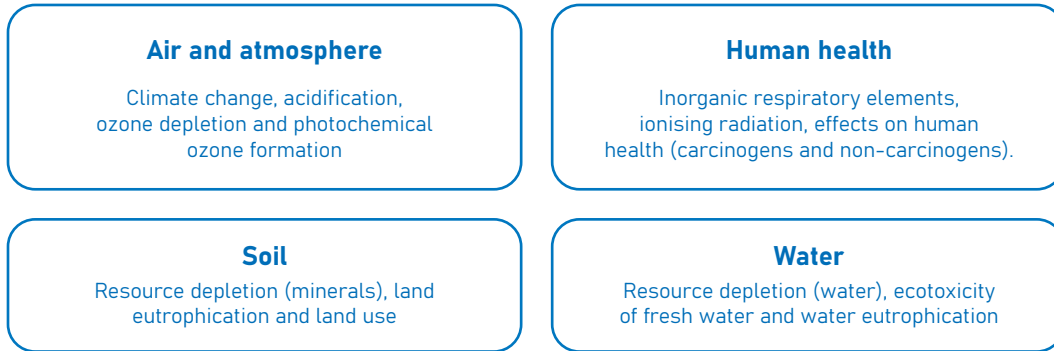 Air and atmosphere
Climate change, acidification,
ozone depletion and photochemical
ozone formation
Human health
Inorganic respiratory elements,
ionising radiation, effects on human
health (carcinogens and non-carcinogens).
Soil
Resource depletion (minerals), land
eutrophication and land use
Water
Resource depletion (water), ecotoxicity
of fresh water and water eutrophication